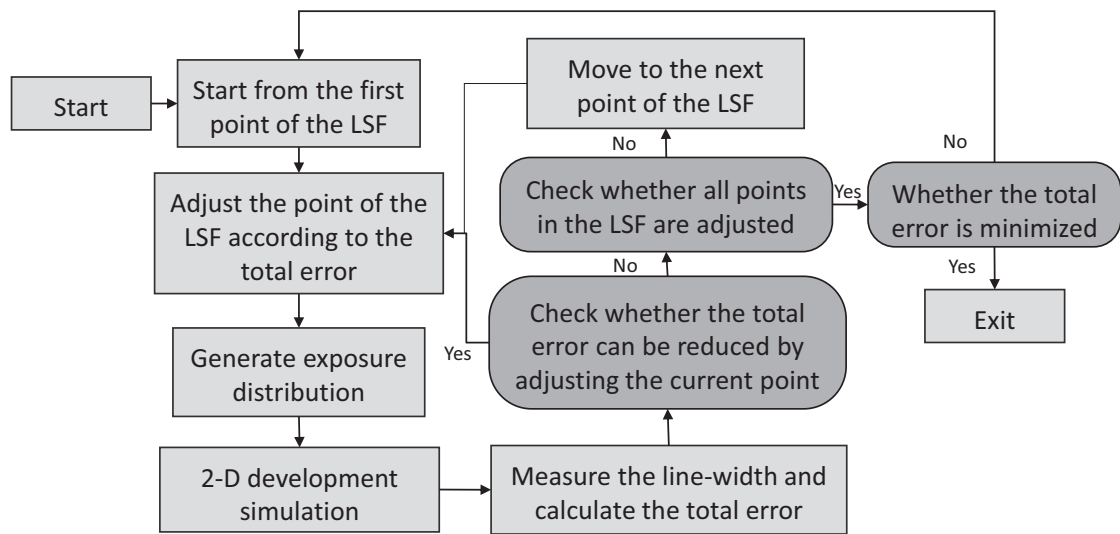 Start
Start from the first
point of the LSF
Adjust the point of the
LSF according to the
total error
Generate exposure
distribution
2-D development
simulation
Measure the line-width and
calculate the total error
Check whether the total
error can be reduced by
adjusting the current point
Yes
No
Check whether all points
in the LSF are adjusted
No
Move to the next
point of the LSF
Yes
Whether the total
error is minimized
No
Yes
Exit